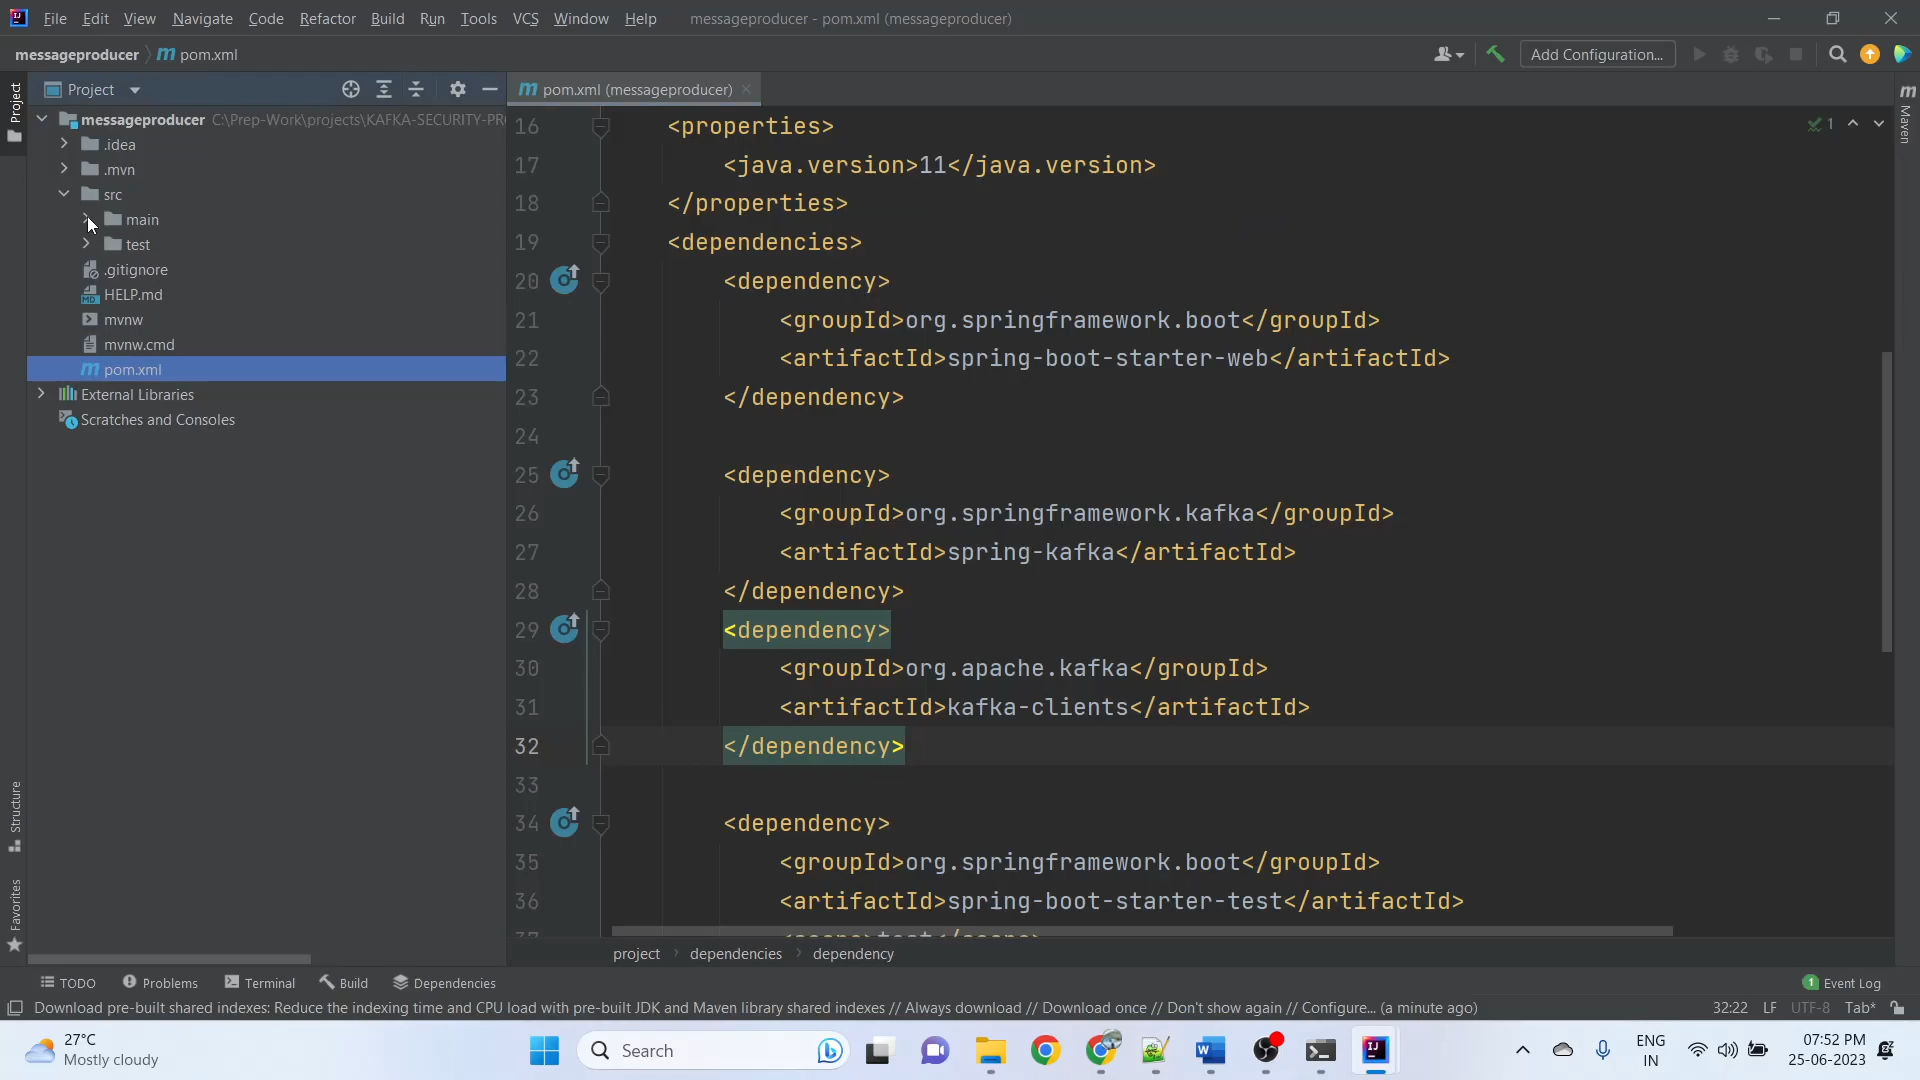 File Edit View Navigate Code Refactor Build Run Tools VCS Window Help messageproducer - pom.xml (messageproducer)
messageproducer pom.xml
Add Configuration...
Project
pom.xml (messageproducer)
messageproducer C:\Prep-Work\projects\KAFKA-SECURITY-PR
.idea
.mvn
src
main
test
.gitignore
HELP.md
mvnw
mvnw.cmd
pom.xml
External Libraries
Scratches and Consoles
Project
Structure
Favorites
16 <properties>
17 <java.version>11</java.version>
18 </properties>
19 <dependencies>
20 <dependency>
21 <groupId>org.springframework.boot</groupId>
22 <artifactId>spring-boot-starter-web</artifactId>
23 </dependency>
24
25 <dependency>
26 <groupId>org.springframework.kafka</groupId>
27 <artifactId>spring-kafka</artifactId>
28 </dependency>
29 <dependency>
30 <groupId>org.apache.kafka</groupId>
31 <artifactId>kafka-clients</artifactId>
32 </dependency>
33
34 <dependency>
35 <groupId>org.springframework.boot</groupId>
36 <artifactId>spring-boot-starter-test</artifactId>
1
Maven
project dependencies dependency
TODO Problems Terminal Build Dependencies
1 Event Log
Download pre-built shared indexes: Reduce the indexing time and CPU load with pre-built JDK and Maven library shared indexes // Always download // Download once // Don't show again // Configure... (a minute ago)
32:22 LF UTF-8 Tab*
27°C
Mostly cloudy
Search
ENG
IN
07:52 PM
25-06-2023